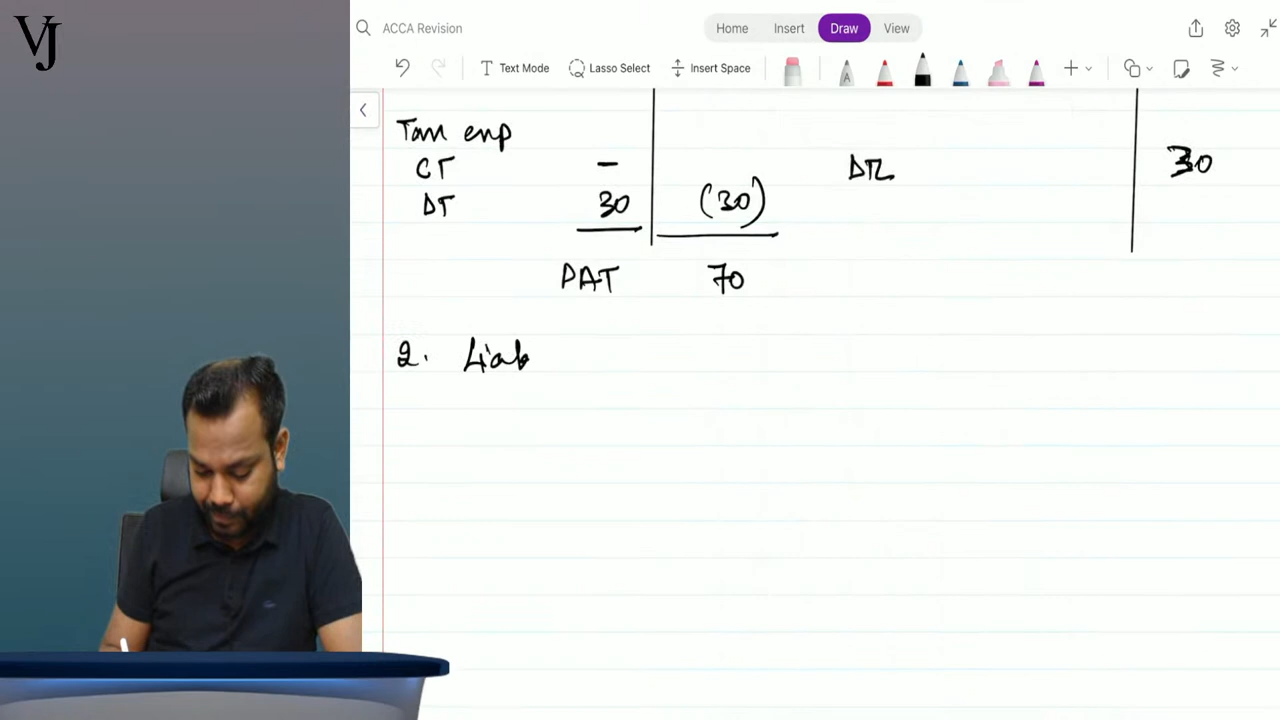 VJ
ACCA Revision
Home Insert Draw View
Text Mode Lasso Select Insert Space
Tax exp
CT -
DT 30 (30)
DTL 30
PAT 70
2. Liab